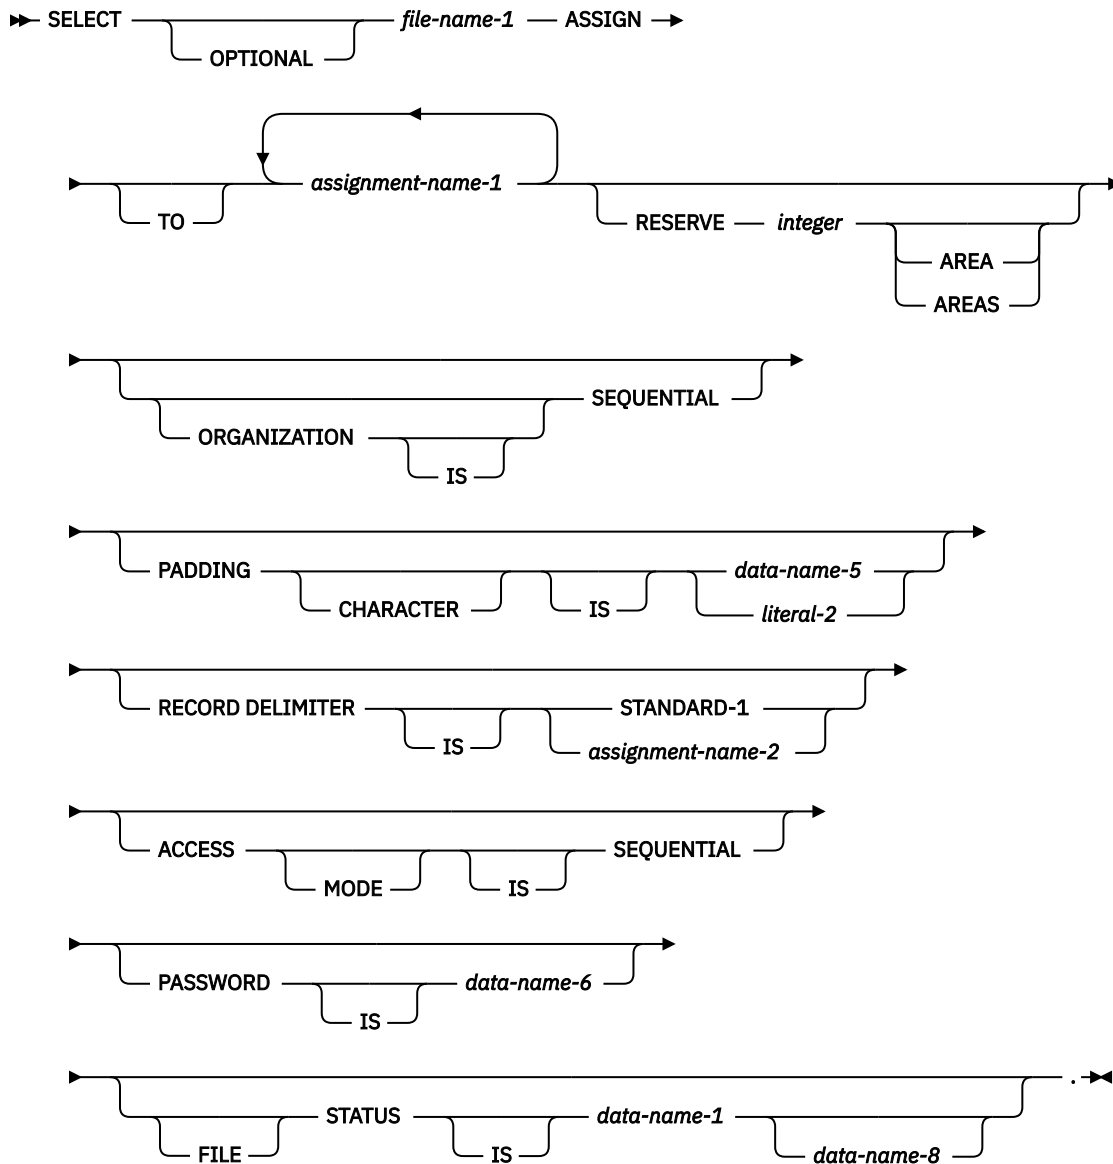 SELECT file-name-1 ASSIGN
OPTIONAL
assignment-name-1
TO RESERVE integer
AREA
AREAS
SEQUENTIAL
ORGANIZATION
IS
PADDING data-name-5
CHARACTER IS literal-2
RECORD DELIMITER STANDARD-1
IS assignment-name-2
ACCESS SEQUENTIAL
MODE IS
PASSWORD data-name-6
IS
.
STATUS data-name-1
FILE IS data-name-8